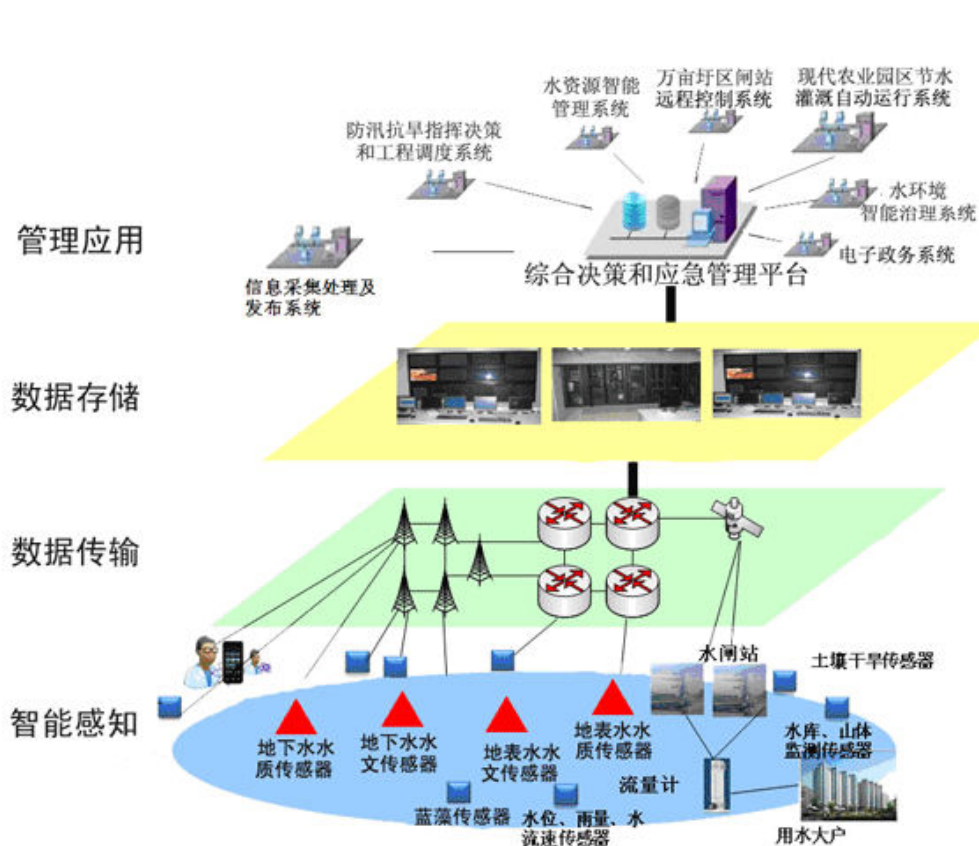 水资源智能
管理系统
万亩圩区闸站
远程控制系统
现代农业园区节水
灌溉自动运行系统
防汛抗旱指挥决策
和工程调度系统
水环境
智能治理系统
管理应用
电子政务系统
综合决策和应急管理平台
信息采集处理及
发布系统
数据存储
数据传输
智能感知
水闸站
土壤干旱传感器
地下水水
质传感器
地下水水
文传感器
地表水水
文传感器
地表水水
质传感器
水库、山体
监测传感器
流量计
蓝藻传感器
水位、雨量、水
流速传感器
用水大户